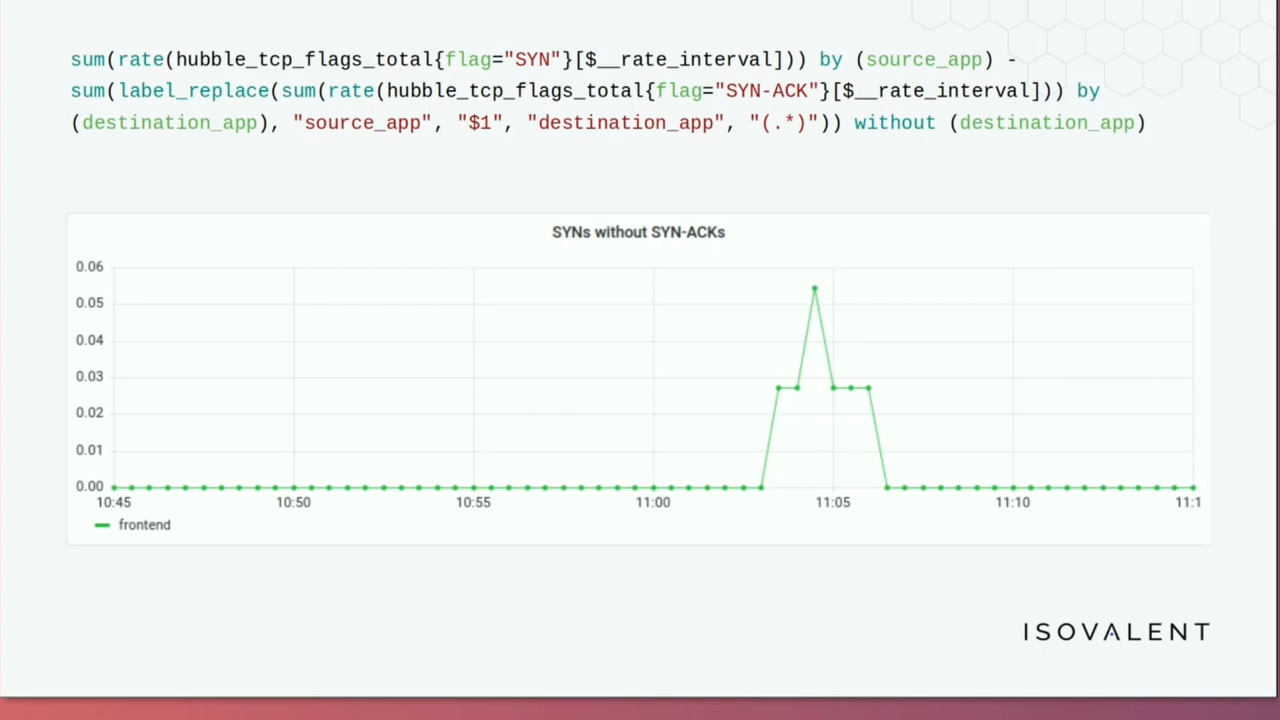 sum(rate(hubble_tcp_flags_total{flag="SYN"}[$__rate_interval])) by (source_app) -
sum(label_replace(sum(rate(hubble_tcp_flags_total{flag="SYN-ACK"}[$__rate_interval])) by
(destination_app), "source_app", "$1", "destination_app", "(.*)")) without (destination_app)
SYNs without SYN-ACKs
0.06
0.05
0.04
0.03
0.02
0.01
0.00
10:45 10:50 10:55 11:00 11:05 11:10 11:1
frontend
ISOVALENT